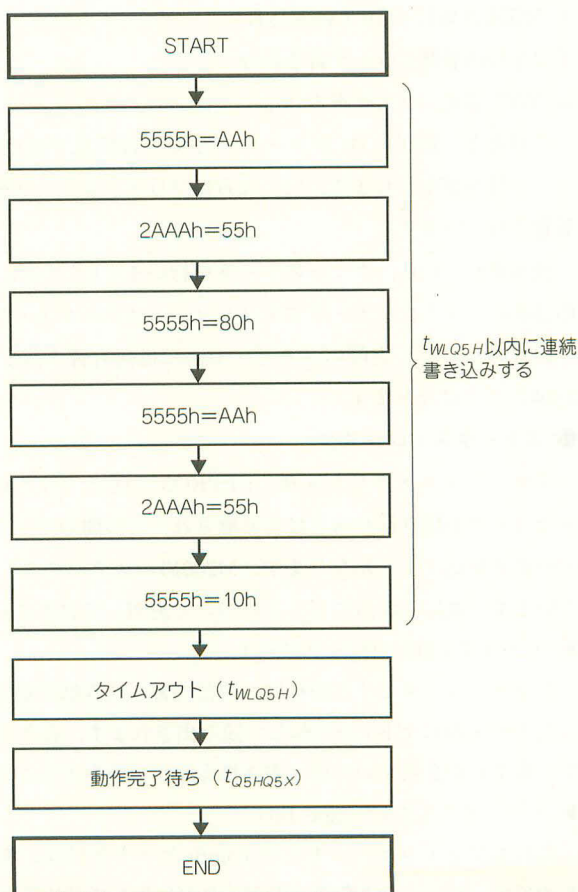 START
5555h=AAh
2AAAh=55h
5555h=80h
5555h=AAh
2AAAh=55h
5555h=10h
tWLQ5H以内に連続
書き込みする
タイムアウト（tWLQ5H）
動作完了待ち（tQ5HQ5X）
END